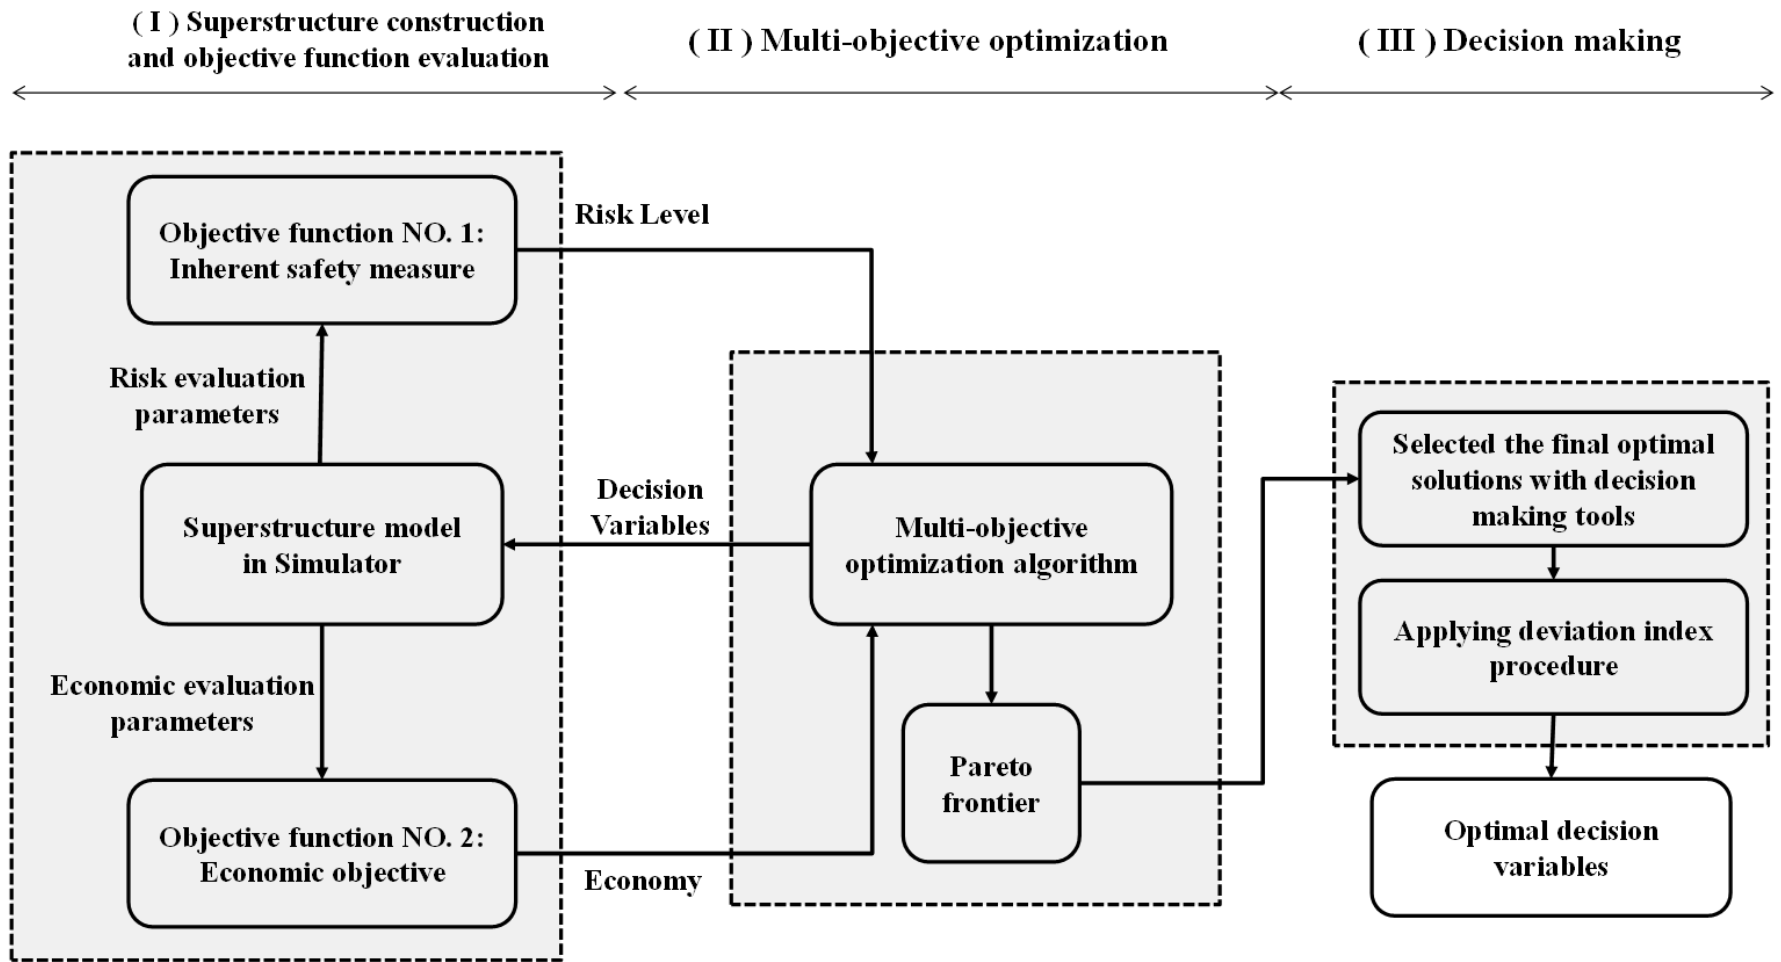 ( I ) Superstructure construction
and objective function evaluation
( II ) Multi-objective optimization
( III ) Decision making
Objective function NO. 1:
Inherent safety measure
Risk Level
Risk evaluation
parameters
Superstructure model
in Simulator
Decision
Variables
Multi-objective
optimization algorithm
Selected the final optimal
solutions with decision
making tools
Applying deviation index
procedure
Economic evaluation
parameters
Pareto
frontier
Objective function NO. 2:
Economic objective
Economy
Optimal decision
variables